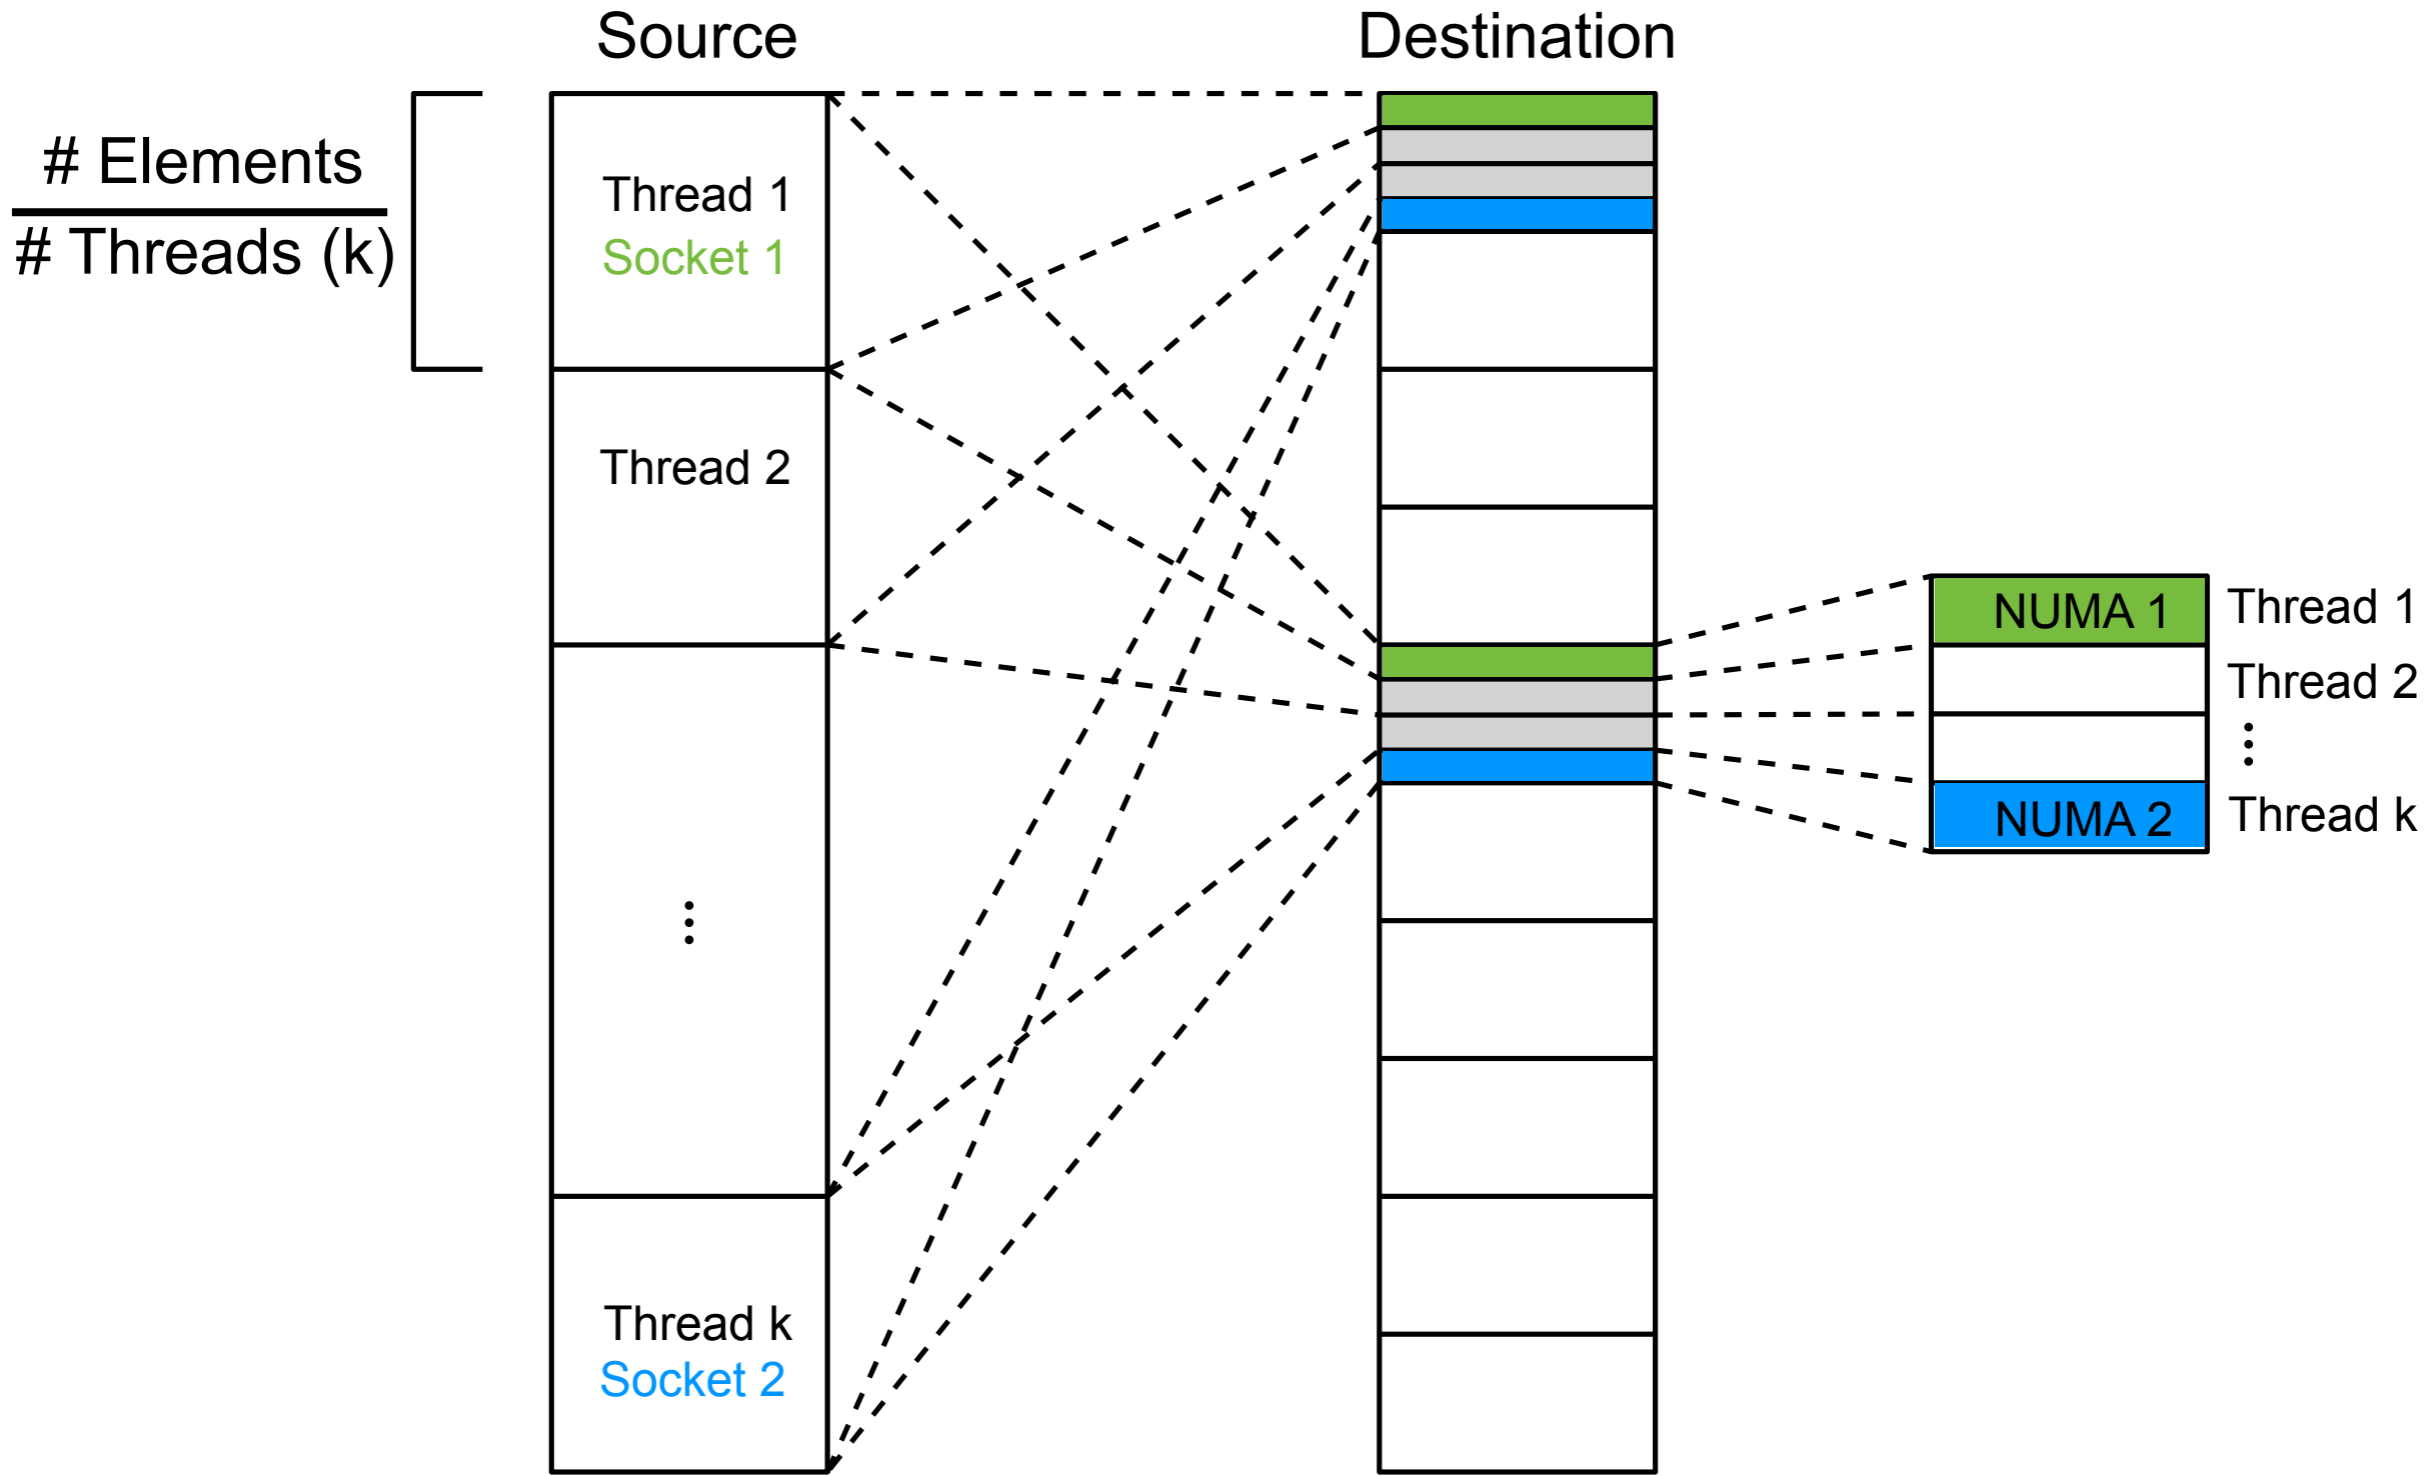 Source
Destination
# Elements
# Threads (k)
Thread 1
Socket 1
Thread 2
⋮
Thread k
Socket 2
NUMA 1 Thread 1
Thread 2
⋮
NUMA 2 Thread k